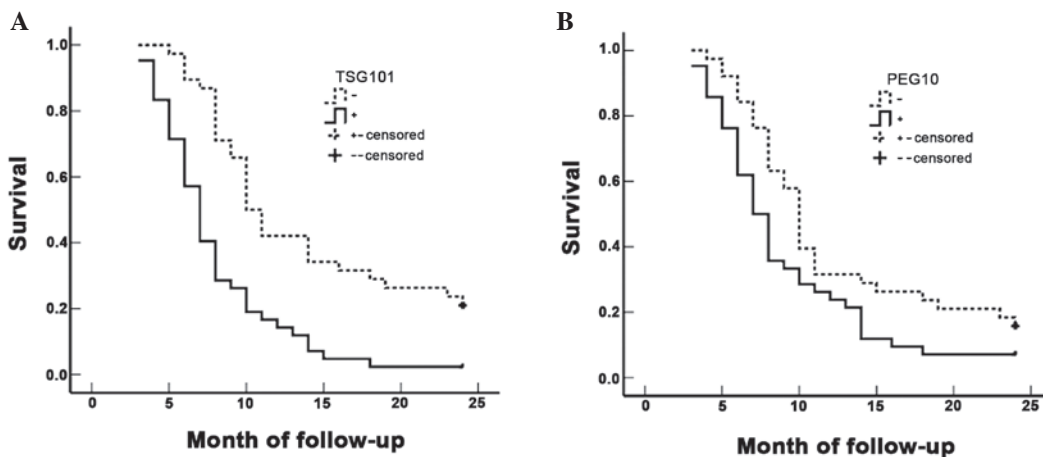 A
TSG101
-
+
+-censored
--censored
1.0
0.8
0.6
0.4
0.2
0.0
Survival
0 5 10 15 20 25
Month of follow-up
B
PEG10
-
+
+-censored
--censored
1.0
0.8
0.6
0.4
0.2
0.0
Survival
0 5 10 15 20 25
Month of follow-up